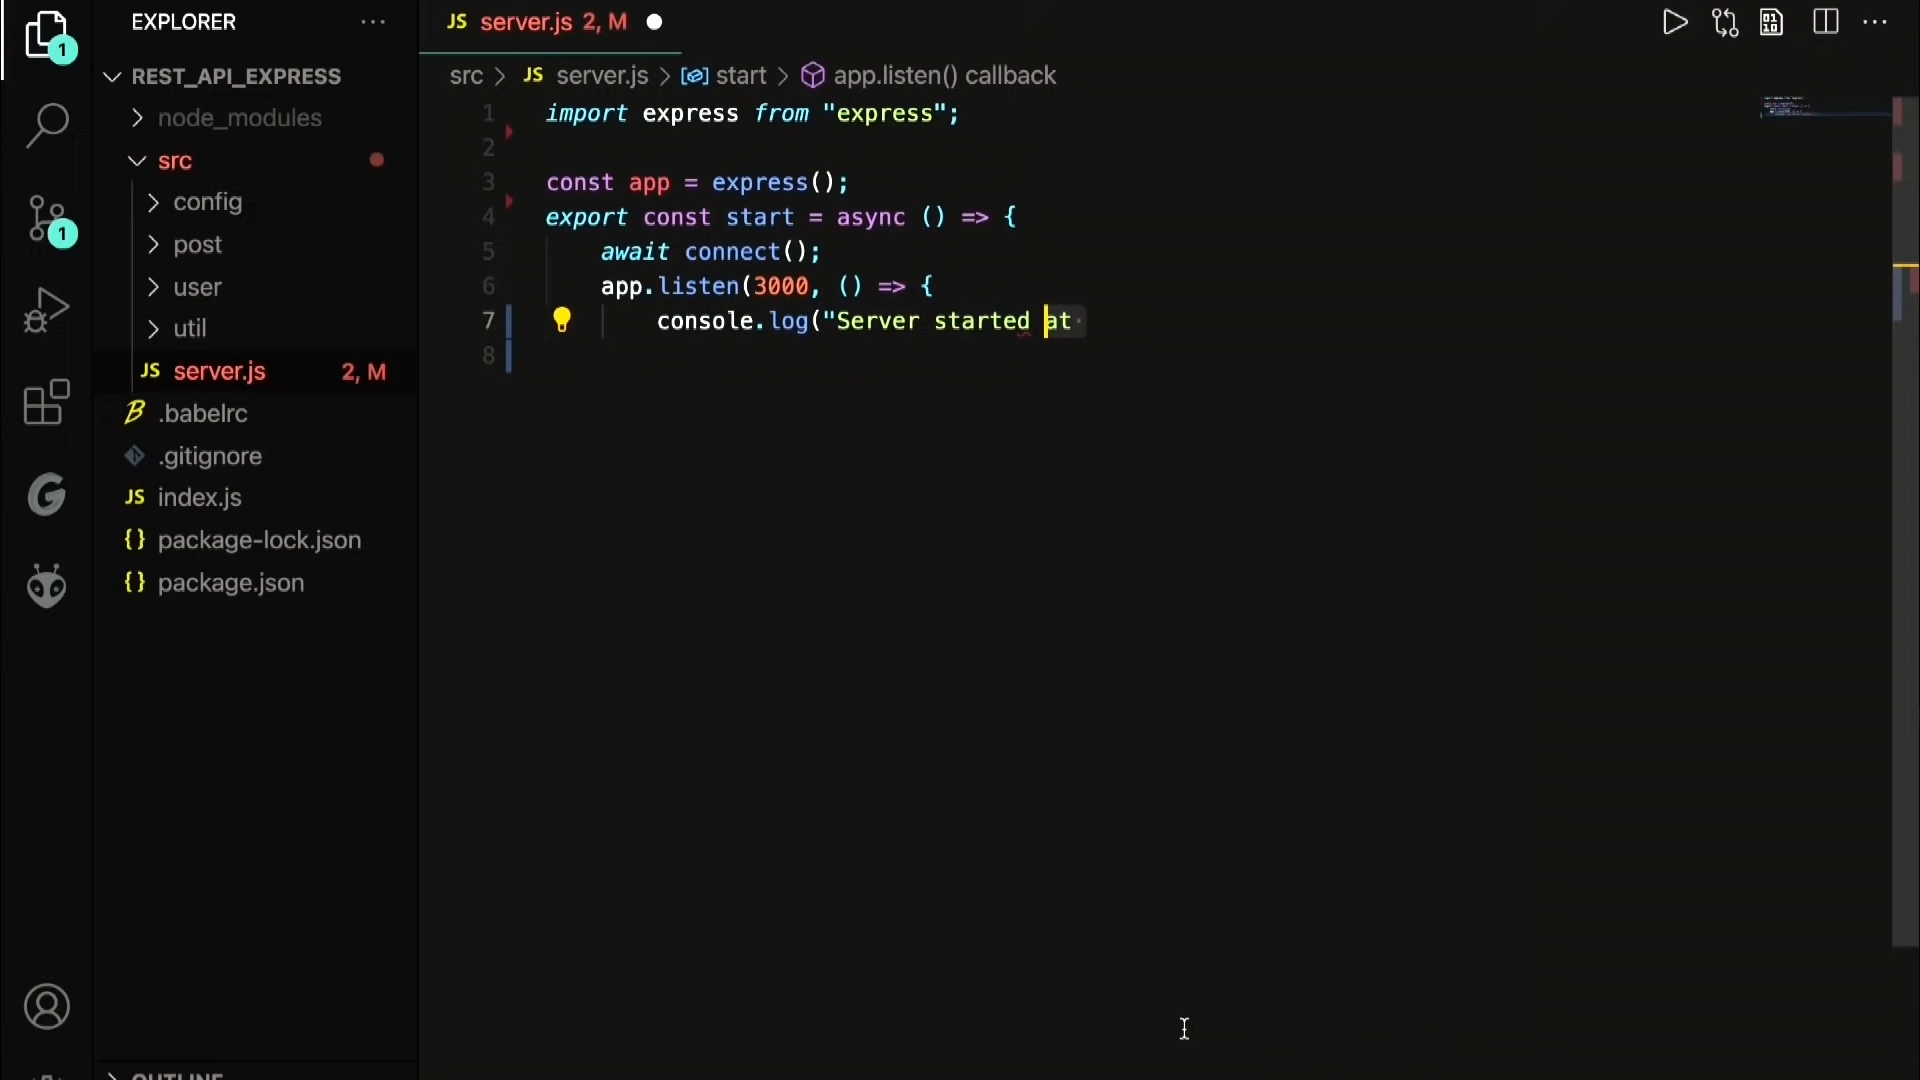 EXPLORER
REST_API_EXPRESS
node_modules
src
config
post
user
util
JS server.js 2, M
.babelrc
.gitignore
JS index.js
{} package-lock.json
{} package.json
OUTLINE
1
1
JS server.js 2, M
src > JS server.js > start > app.listen() callback
1 import express from "express";
2
3 const app = express();
4 export const start = async () => {
5 await connect();
6 app.listen(3000, () => {
7 console.log("Server started at
8